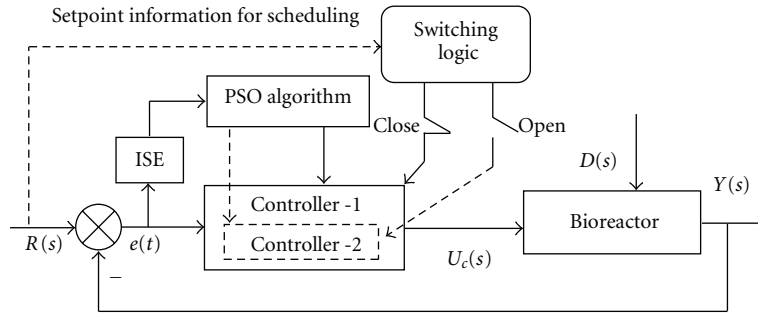 Setpoint information for scheduling
Switching
logic
PSO algorithm
Close
Open
ISE
D(s)
Y(s)
Controller -1
Bioreactor
R(s)
e(t)
Controller -2
U_c(s)
−